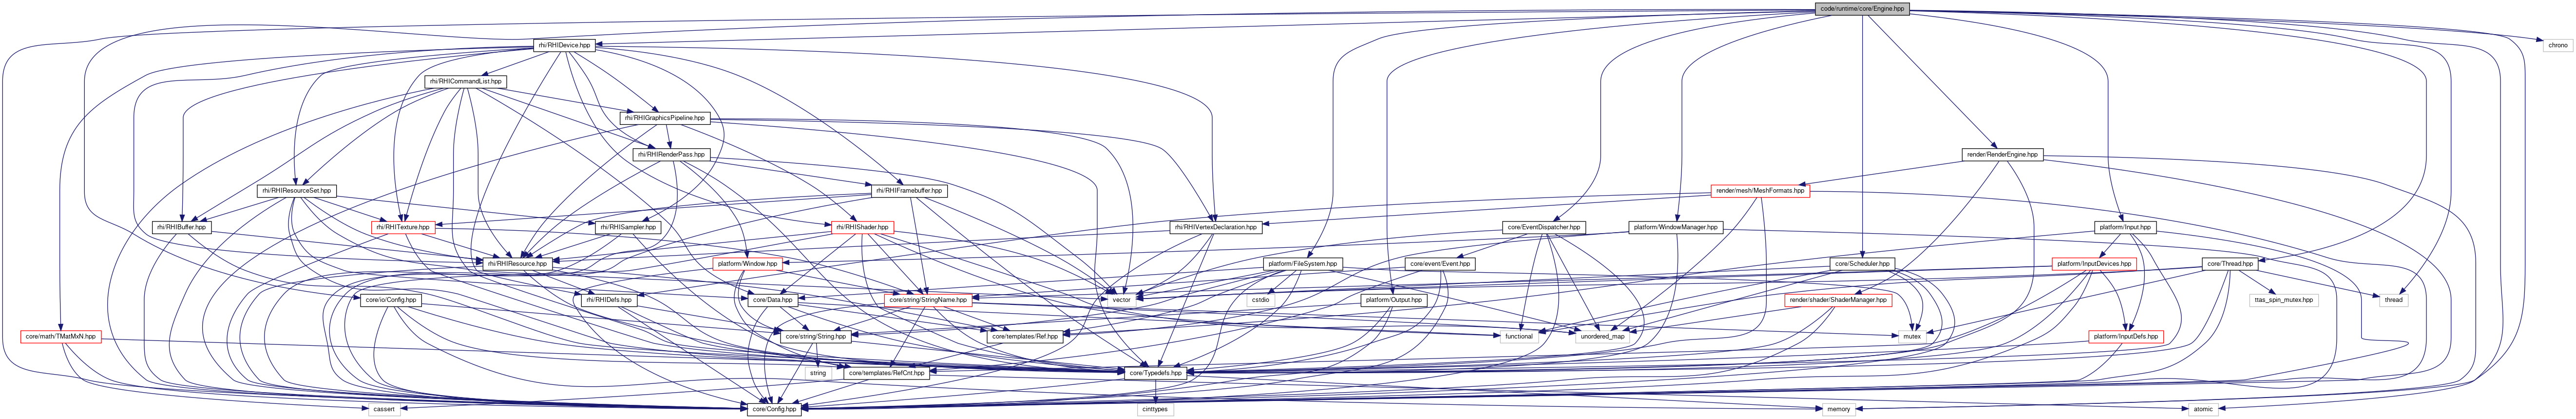 code/runtime/core/Engine.hpp
rhi/RHIDevice.hpp
chrono
rhi/RHICommandList.hpp
rhi/RHIGraphicsPipeline.hpp
rhi/RHIRenderPass.hpp
render/RenderEngine.hpp
rhi/RHIResourceSet.hpp
rhi/RHIFramebuffer.hpp
render/mesh/MeshFormats.hpp
rhi/RHIBuffer.hpp
rhi/RHITexture.hpp
rhi/RHISampler.hpp
rhi/RHIShader.hpp
rhi/RHIVertexDeclaration.hpp
core/EventDispatcher.hpp
platform/WindowManager.hpp
platform/Input.hpp
rhi/RHIResource.hpp
platform/Window.hpp
platform/FileSystem.hpp
core/event/Event.hpp
core/Scheduler.hpp
platform/InputDevices.hpp
core/Thread.hpp
core/io/Config.hpp
rhi/RHIDefs.hpp
core/Data.hpp
core/string/StringName.hpp
vector
cstdio
platform/Output.hpp
render/shader/ShaderManager.hpp
ttas_spin_mutex.hpp
thread
core/math/TMatMxN.hpp
core/string/String.hpp
core/templates/Ref.hpp
functional
unordered_map
mutex
platform/InputDefs.hpp
string
core/templates/RefCnt.hpp
core/Typedefs.hpp
cassert
core/Config.hpp
cinttypes
memory
atomic